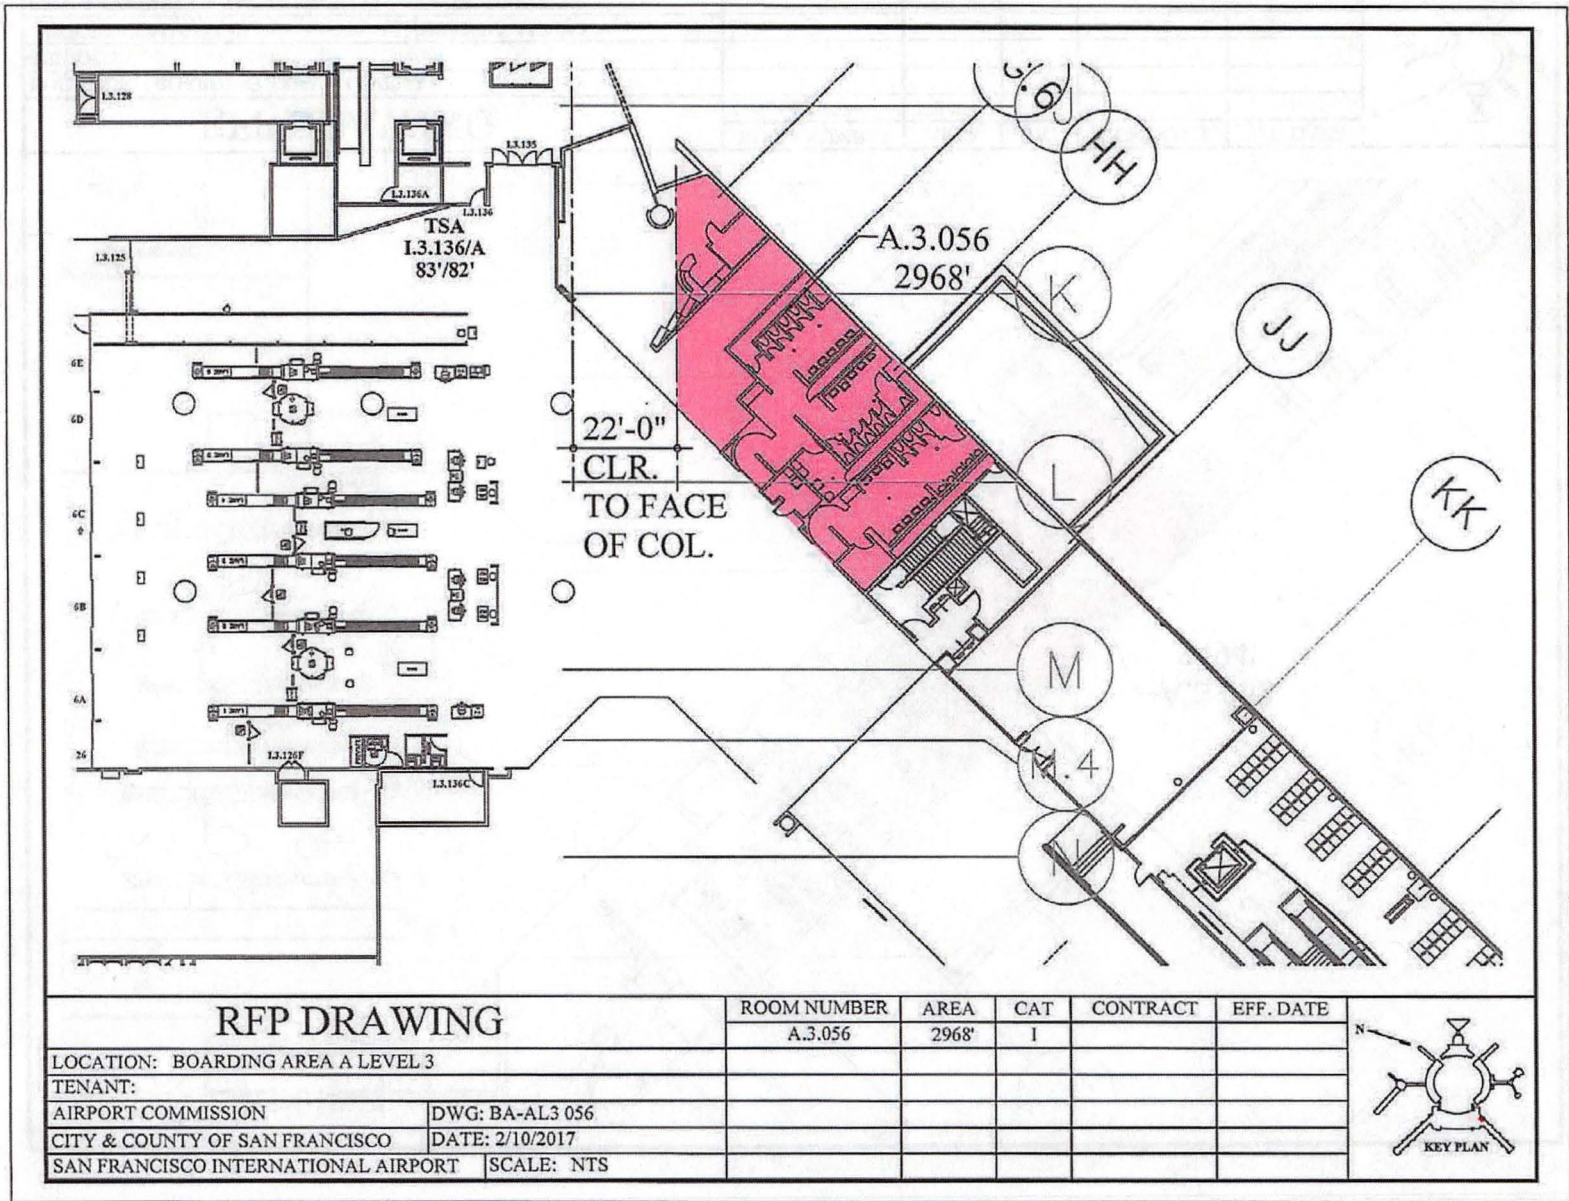 I.3.128
I.3.135
I.3.136A
I.3.136
TSA
I.3.136/A
83'/82'
I.3.125
A.3.056
2968'
J
HH
K
JJ
L
KK
M
M.4
N
6E
6D
6C
6B
6A
26
22'-0"
CLR.
TO FACE
OF COL.
I.3.126F
I.3.136C
RFP DRAWING
LOCATION: BOARDING AREA A LEVEL 3
TENANT:
AIRPORT COMMISSION DWG: BA-AL3 056
CITY & COUNTY OF SAN FRANCISCO DATE: 2/10/2017
SAN FRANCISCO INTERNATIONAL AIRPORT SCALE: NTS
ROOM NUMBER AREA CAT CONTRACT EFF. DATE
A.3.056 2968' 1
N
KEY PLAN